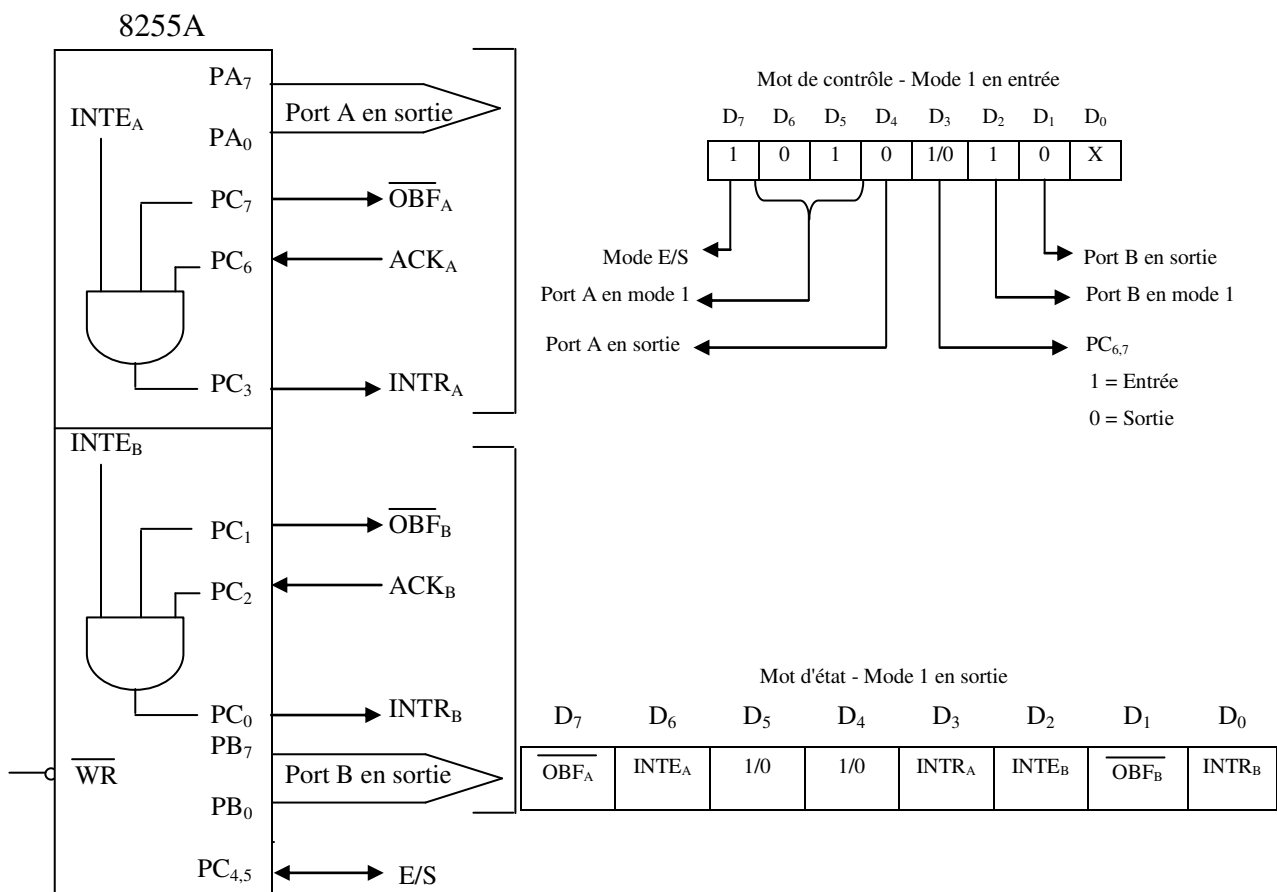 8255A
PA7
INTEA
Port A en sortie
PA0
PC7
OBFA
PC6
ACKA
PC3
INTRA
INTEB
PC1
OBFB
PC2
ACKB
PC0
INTRB
PB7
WR
Port B en sortie
PB0
PC4,5
E/S
Mot de contrôle - Mode 1 en entrée
D7 D6 D5 D4 D3 D2 D1 D0
1 0 1 0 1/0 1 0 X
Mode E/S
Port B en sortie
Port A en mode 1
Port B en mode 1
Port A en sortie
PC6,7
1 = Entrée
0 = Sortie
Mot d'état - Mode 1 en sortie
D7 D6 D5 D4 D3 D2 D1 D0
OBFA INTEA 1/0 1/0 INTRA INTEB OBFB INTRB